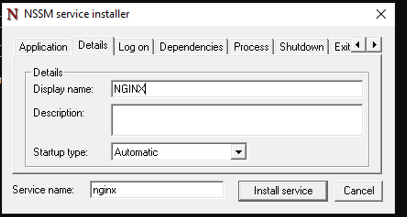 NSSM service installer
Application Details Log on Dependencies Process Shutdown Exit
Details
Display name: NGINX
Description:
Startup type: Automatic
Service name: nginx Install service Cancel